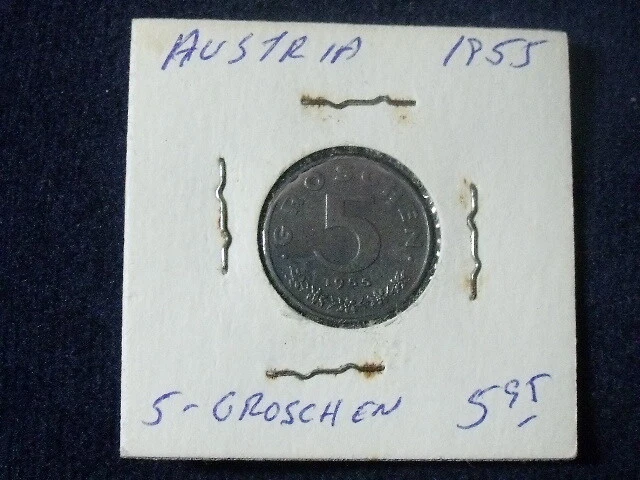 AUSTRIA 1955
GROSCHEN
5
1955
5-GROSCHEN 5 95